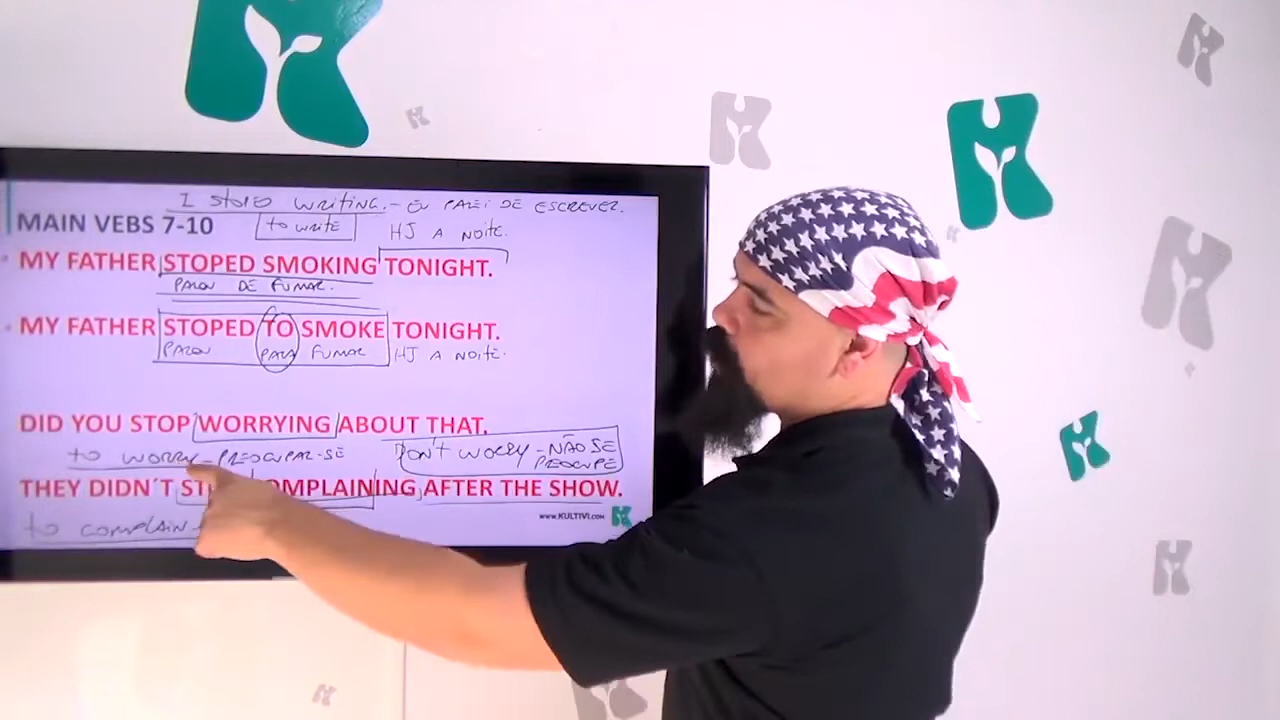 I STOPED WRITING. - EU PAREI DE ESCREVER.
MAIN VEBS 7-10
TO WRITE
HJ A NOITE.
MY FATHER STOPED SMOKING TONIGHT.
PAROU DE FUMAR.
MY FATHER STOPED TO SMOKE TONIGHT.
PAROU PARA FUMAR HJ A NOITE.
DID YOU STOP WORRYING ABOUT THAT.
TO WORRY - PREOCUPAR-SE
DON'T WORRY - NÃO SE
PREOCUPE
THEY DIDN´T COMPLAINING AFTER THE SHOW.
WWW.KULTIVI.COM
TO COMPLAIN -